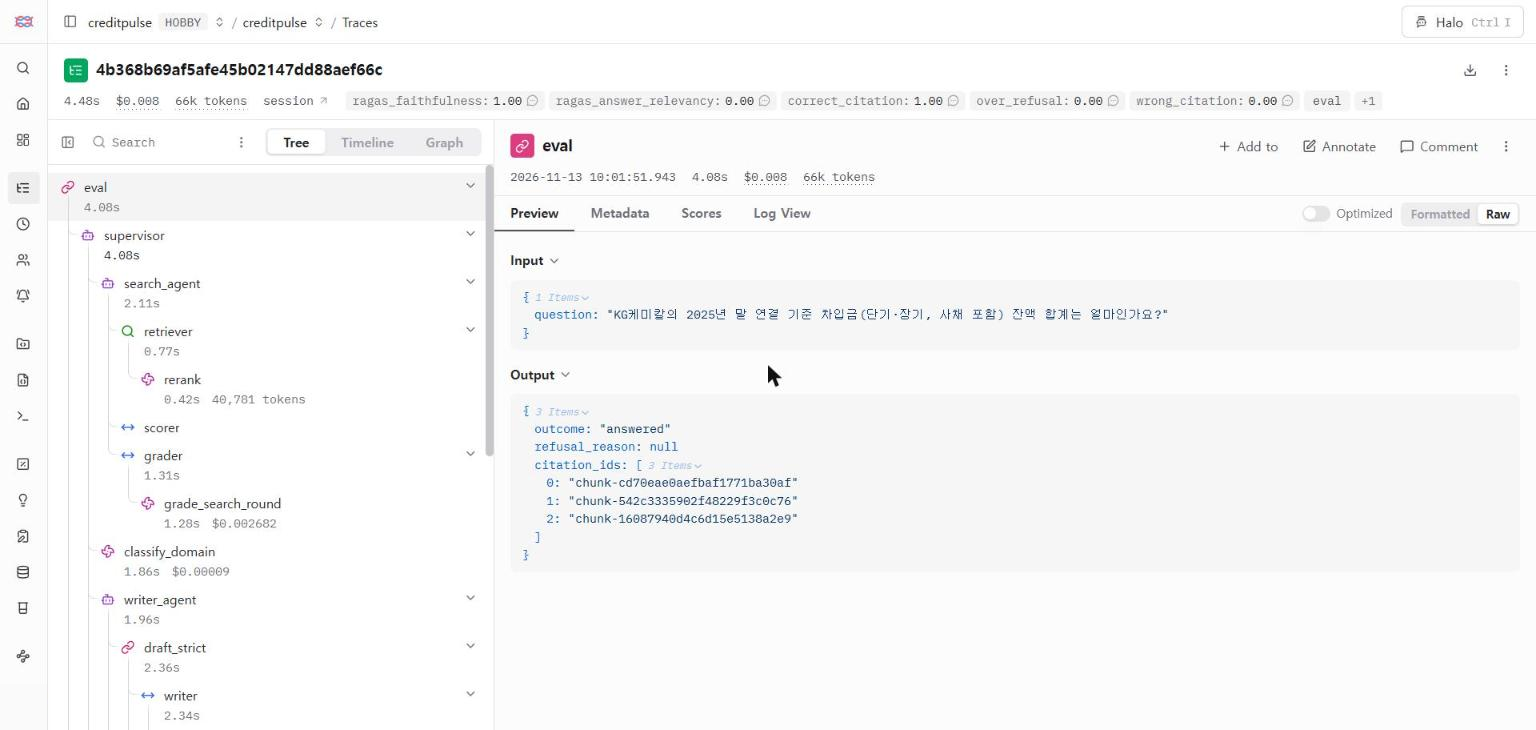 creditpulse HOBBY / creditpulse / Traces
Halo Ctrl I
4b368b69af5afe45b02147dd88aef66c
4.48s $0.008 66k tokens session ragas_faithfulness: 1.00 ragas_answer_relevancy: 0.00 correct_citation: 1.00 over_refusal: 0.00 wrong_citation: 0.00 eval +1
Search Tree Timeline Graph
eval
4.08s
supervisor
4.08s
search_agent
2.11s
retriever
0.77s
rerank
0.42s 40,781 tokens
scorer
grader
1.31s
grade_search_round
1.28s $0.002682
classify_domain
1.86s $0.00009
writer_agent
1.96s
draft_strict
2.36s
writer
2.34s
eval
Add to Annotate Comment
2026-11-13 10:01:51.943 4.08s $0.008 66k tokens
Preview Metadata Scores Log View Optimized Formatted Raw
Input
{ 1 Items
question: "KG케미칼의 2025년 말 연결 기준 차입금(단기·장기, 사채 포함) 잔액 합계는 얼마인가요?"
}
Output
{ 3 Items
outcome: "answered"
refusal_reason: null
citation_ids: [ 3 Items
0: "chunk-cd70eae0aefbaf1771ba30af"
1: "chunk-542c3335902f48229f3c0c76"
2: "chunk-16087940d4c6d15e5138a2e9"
]
}